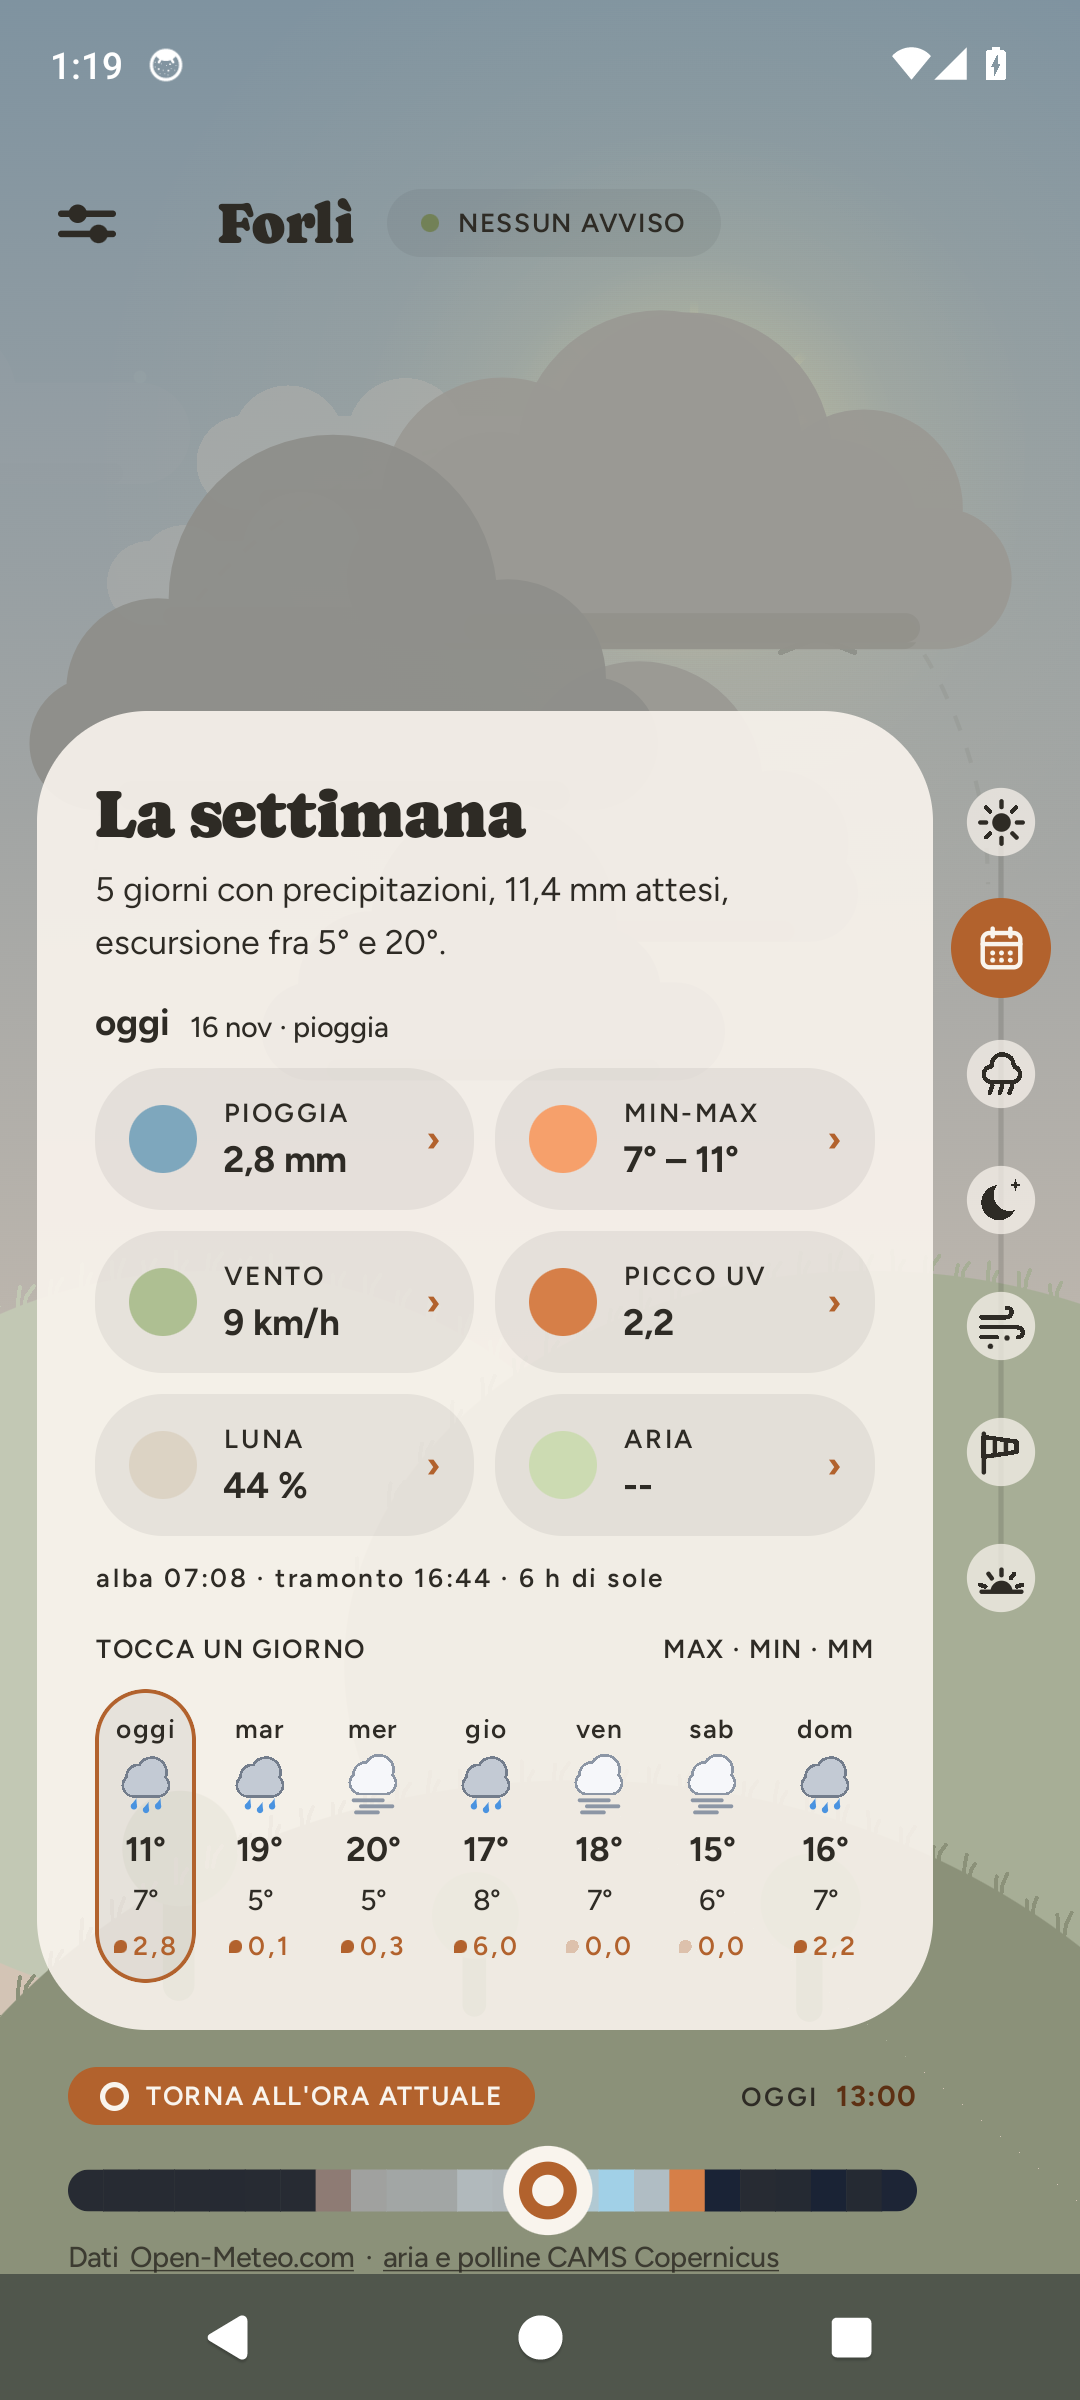 1:19
Forlì NESSUN AVVISO
La settimana
5 giorni con precipitazioni, 11,4 mm attesi,
escursione fra 5° e 20°.
oggi 16 nov · pioggia
PIOGGIA
2,8 mm ›
MIN-MAX
7° – 11° ›
VENTO
9 km/h ›
PICCO UV
2,2 ›
LUNA
44 % ›
ARIA
-- ›
alba 07:08 · tramonto 16:44 · 6 h di sole
TOCCA UN GIORNO MAX · MIN · MM
oggi mar mer gio ven sab dom
11° 19° 20° 17° 18° 15° 16°
7° 5° 5° 8° 7° 6° 7°
2,8 0,1 0,3 6,0 0,0 0,0 2,2
TORNA ALL'ORA ATTUALE OGGI 13:00
Dati Open-Meteo.com · aria e polline CAMS Copernicus